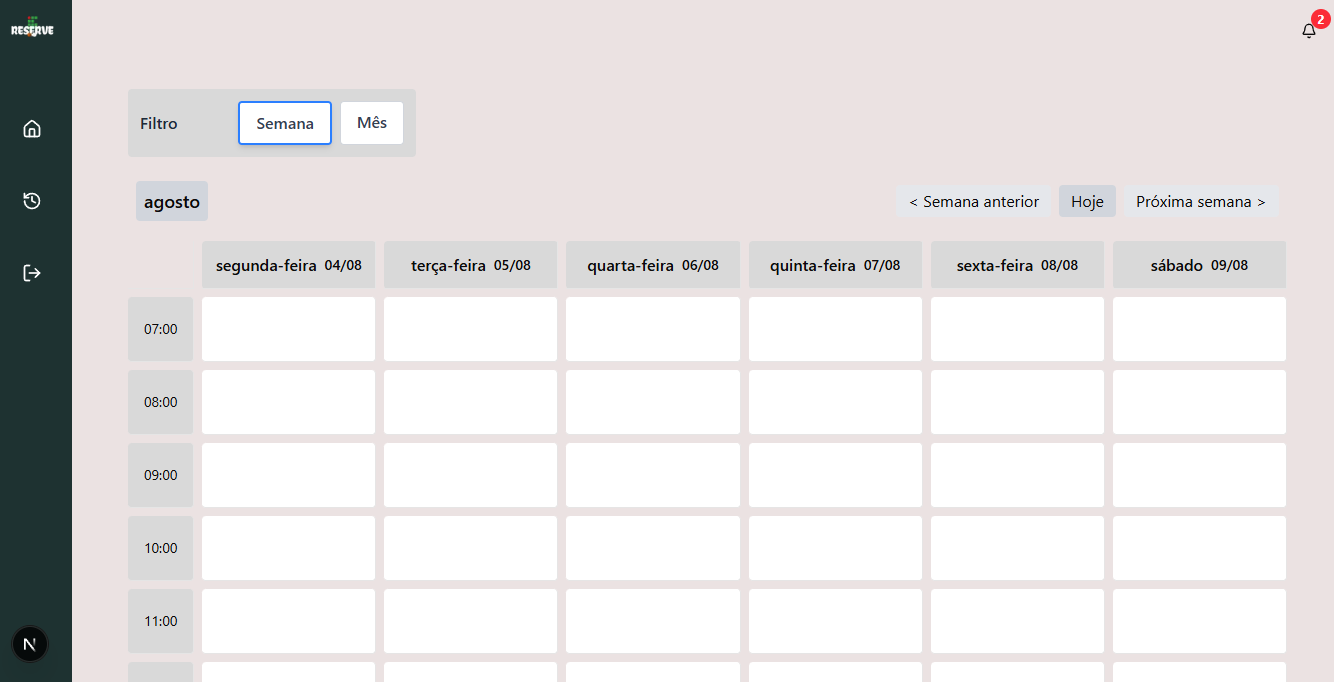 RESERVE
2
Filtro
Semana
Mês
agosto
< Semana anterior
Hoje
Próxima semana >
segunda-feira 04/08
terça-feira 05/08
quarta-feira 06/08
quinta-feira 07/08
sexta-feira 08/08
sábado 09/08
07:00
08:00
09:00
10:00
11:00
N